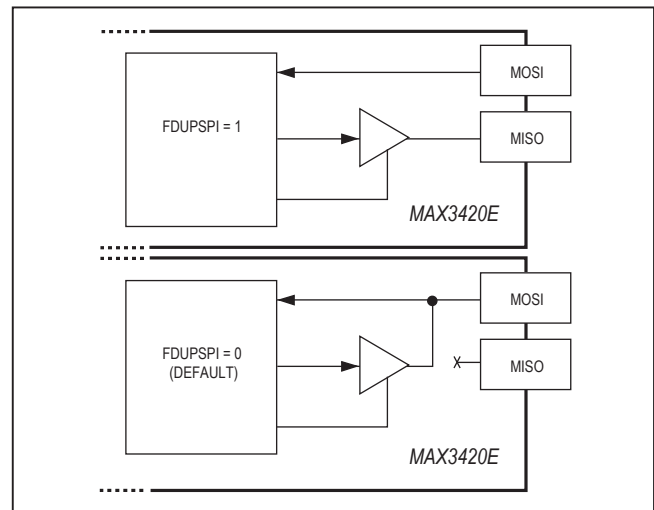 MOSI
FDUPSPI = 1
MISO
MAX3420E
MOSI
FDUPSPI = 0
(DEFAULT)
MISO
MAX3420E